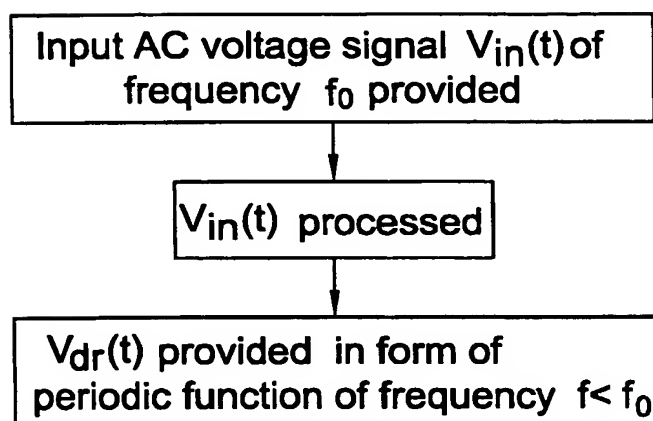 Input AC voltage signal Vin(t) of
frequency f0 provided
Vin(t) processed
Vdr(t) provided in form of
periodic function of frequency f< f0